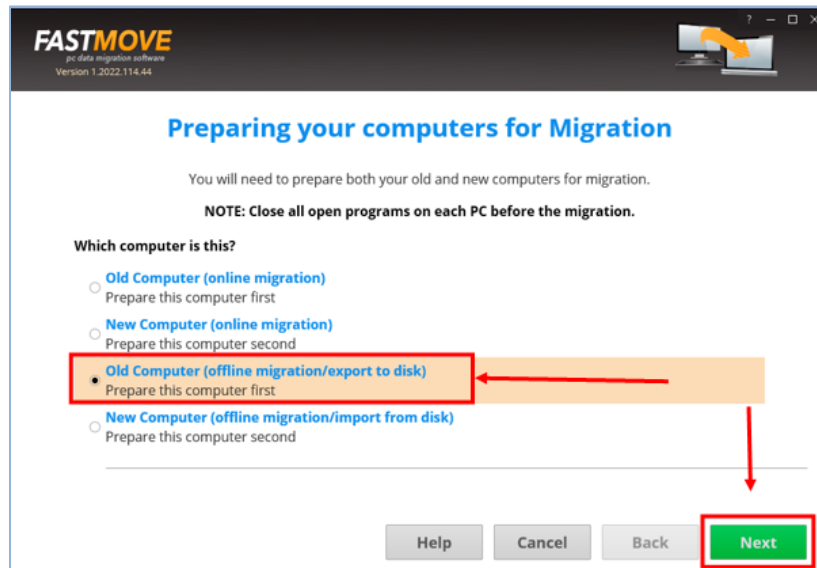 FASTMOVE
pc data migration software
Version 1.2022.114.44
Preparing your computers for Migration
You will need to prepare both your old and new computers for migration.
NOTE: Close all open programs on each PC before the migration.
Which computer is this?
Old Computer (online migration)
Prepare this computer first
New Computer (online migration)
Prepare this computer second
Old Computer (offline migration/export to disk)
Prepare this computer first
New Computer (offline migration/import from disk)
Prepare this computer second
Help Cancel Back Next